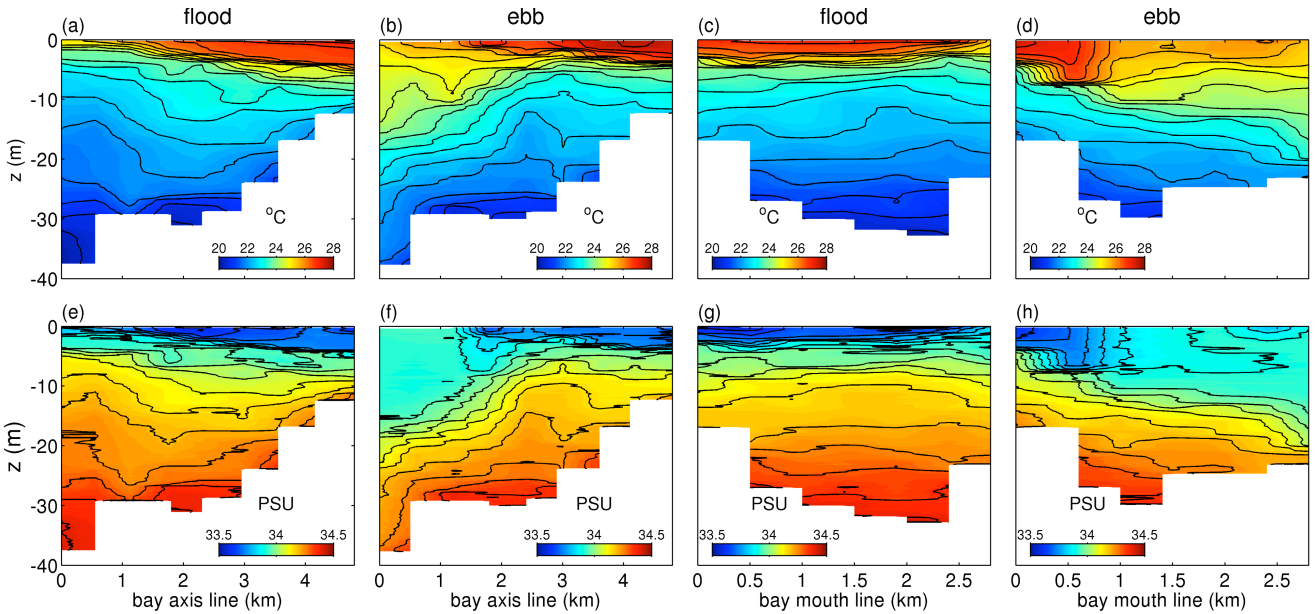 flood ebb flood ebb
(a) (b) (c) (d)
0
-10
-20
-30
-40
z (m)
°C °C °C °C
20 22 24 26 28 20 22 24 26 28 20 22 24 26 28 20 22 24 26 28
(e) (f) (g) (h)
0
-10
-20
-30
-40
z (m)
PSU PSU PSU PSU
33.5 34 34.5 33.5 34 34.5 33.5 34 34.5 33.5 34 34.5
0 1 2 3 4 0 1 2 3 4 0 0.5 1 1.5 2 2.5 0 0.5 1 1.5 2 2.5
bay axis line (km) bay axis line (km) bay mouth line (km) bay mouth line (km)